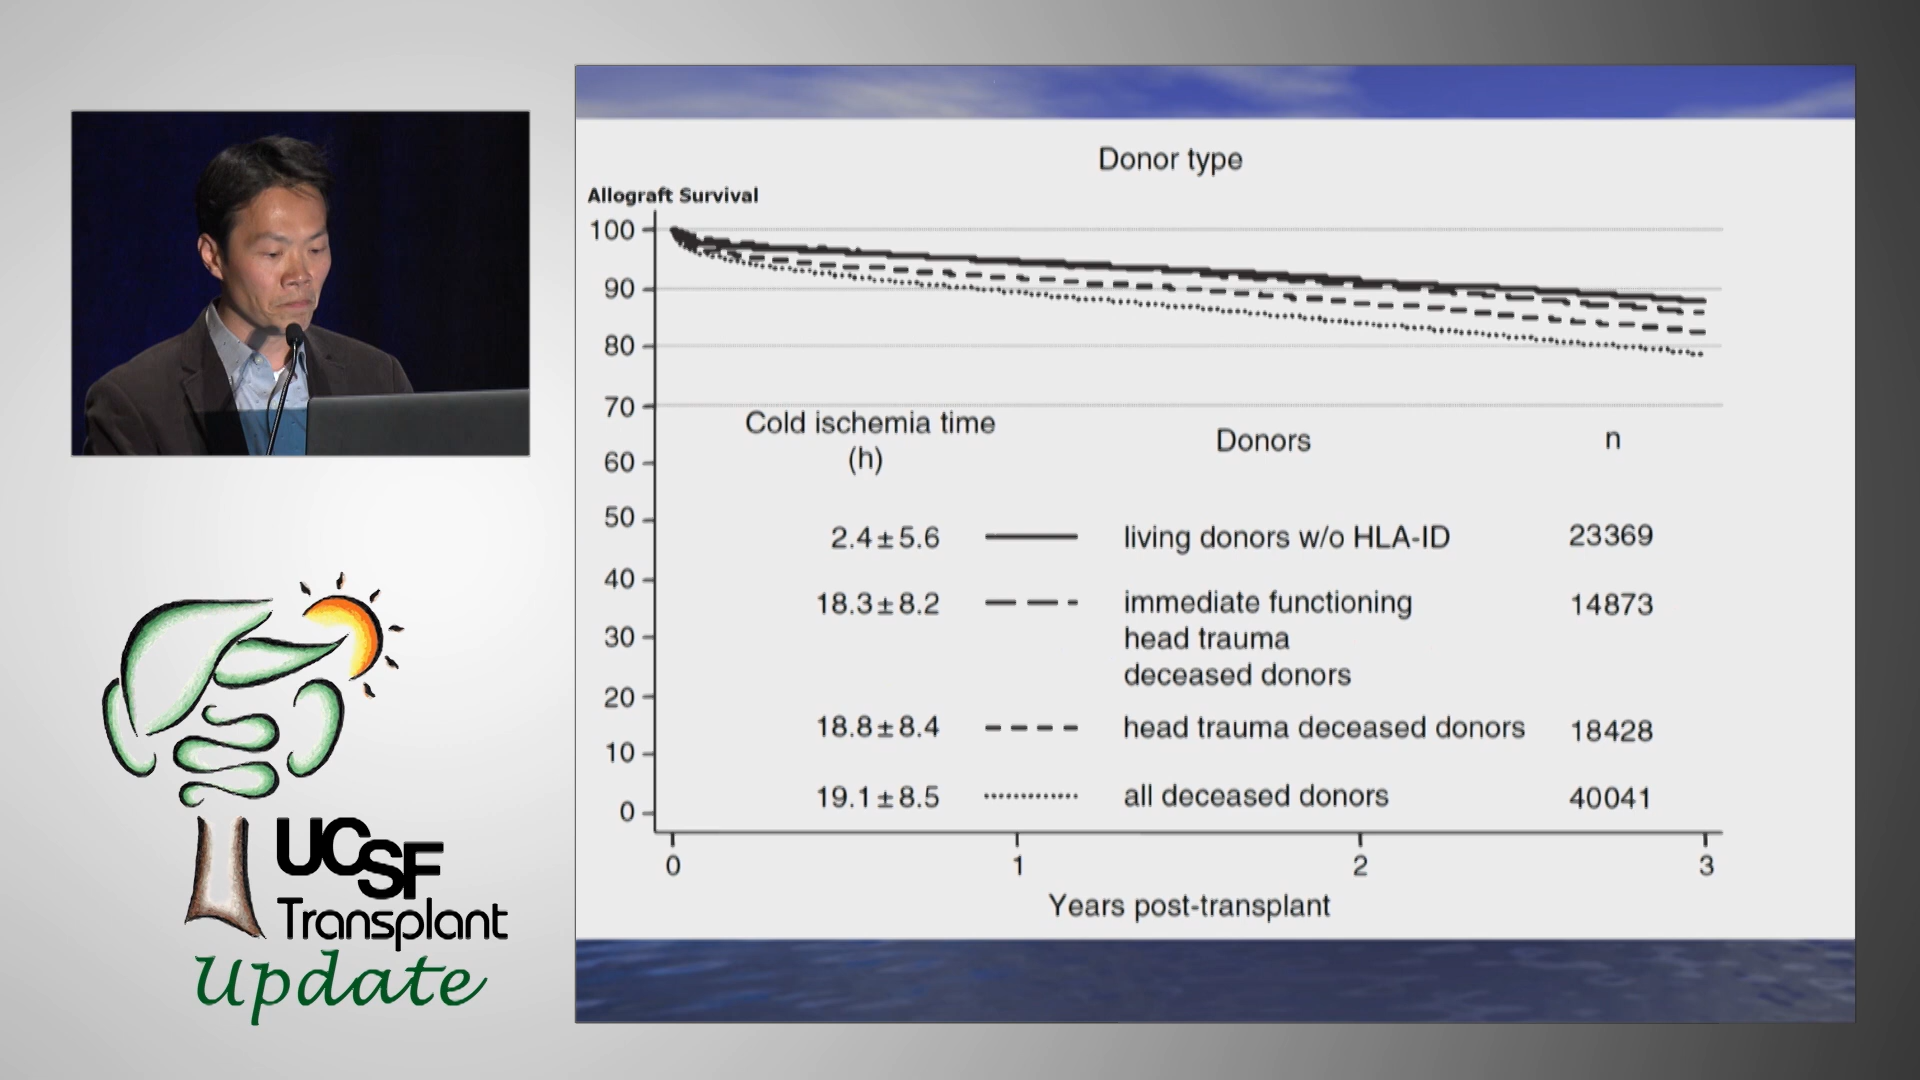 Donor type
Allograft Survival
100
90
80
70
60
50
40
30
20
10
0
Cold ischemia time
(h)
Donors
n
2.4±5.6
living donors w/o HLA-ID
23369
18.3±8.2
immediate functioning
head trauma
deceased donors
14873
18.8±8.4
head trauma deceased donors
18428
19.1±8.5
all deceased donors
40041
0
1
2
3
Years post-transplant
UCSF
Transplant
Update